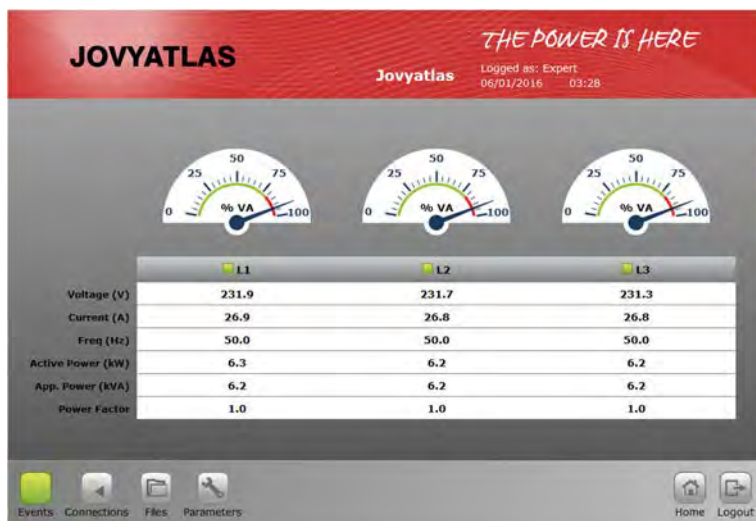 JOVYATLAS
THE POWER IS HERE
Jovyatlas
Logged as: Expert
06/01/2016 03:28
0 25 50 75 100
% VA
0 25 50 75 100
% VA
0 25 50 75 100
% VA
L1 L2 L3
Voltage (V) 231.9 231.7 231.3
Current (A) 26.9 26.8 26.8
Freq (Hz) 50.0 50.0 50.0
Active Power (kW) 6.3 6.2 6.2
App. Power (kVA) 6.2 6.2 6.2
Power Factor 1.0 1.0 1.0
Events Connections Files Parameters Home Logout